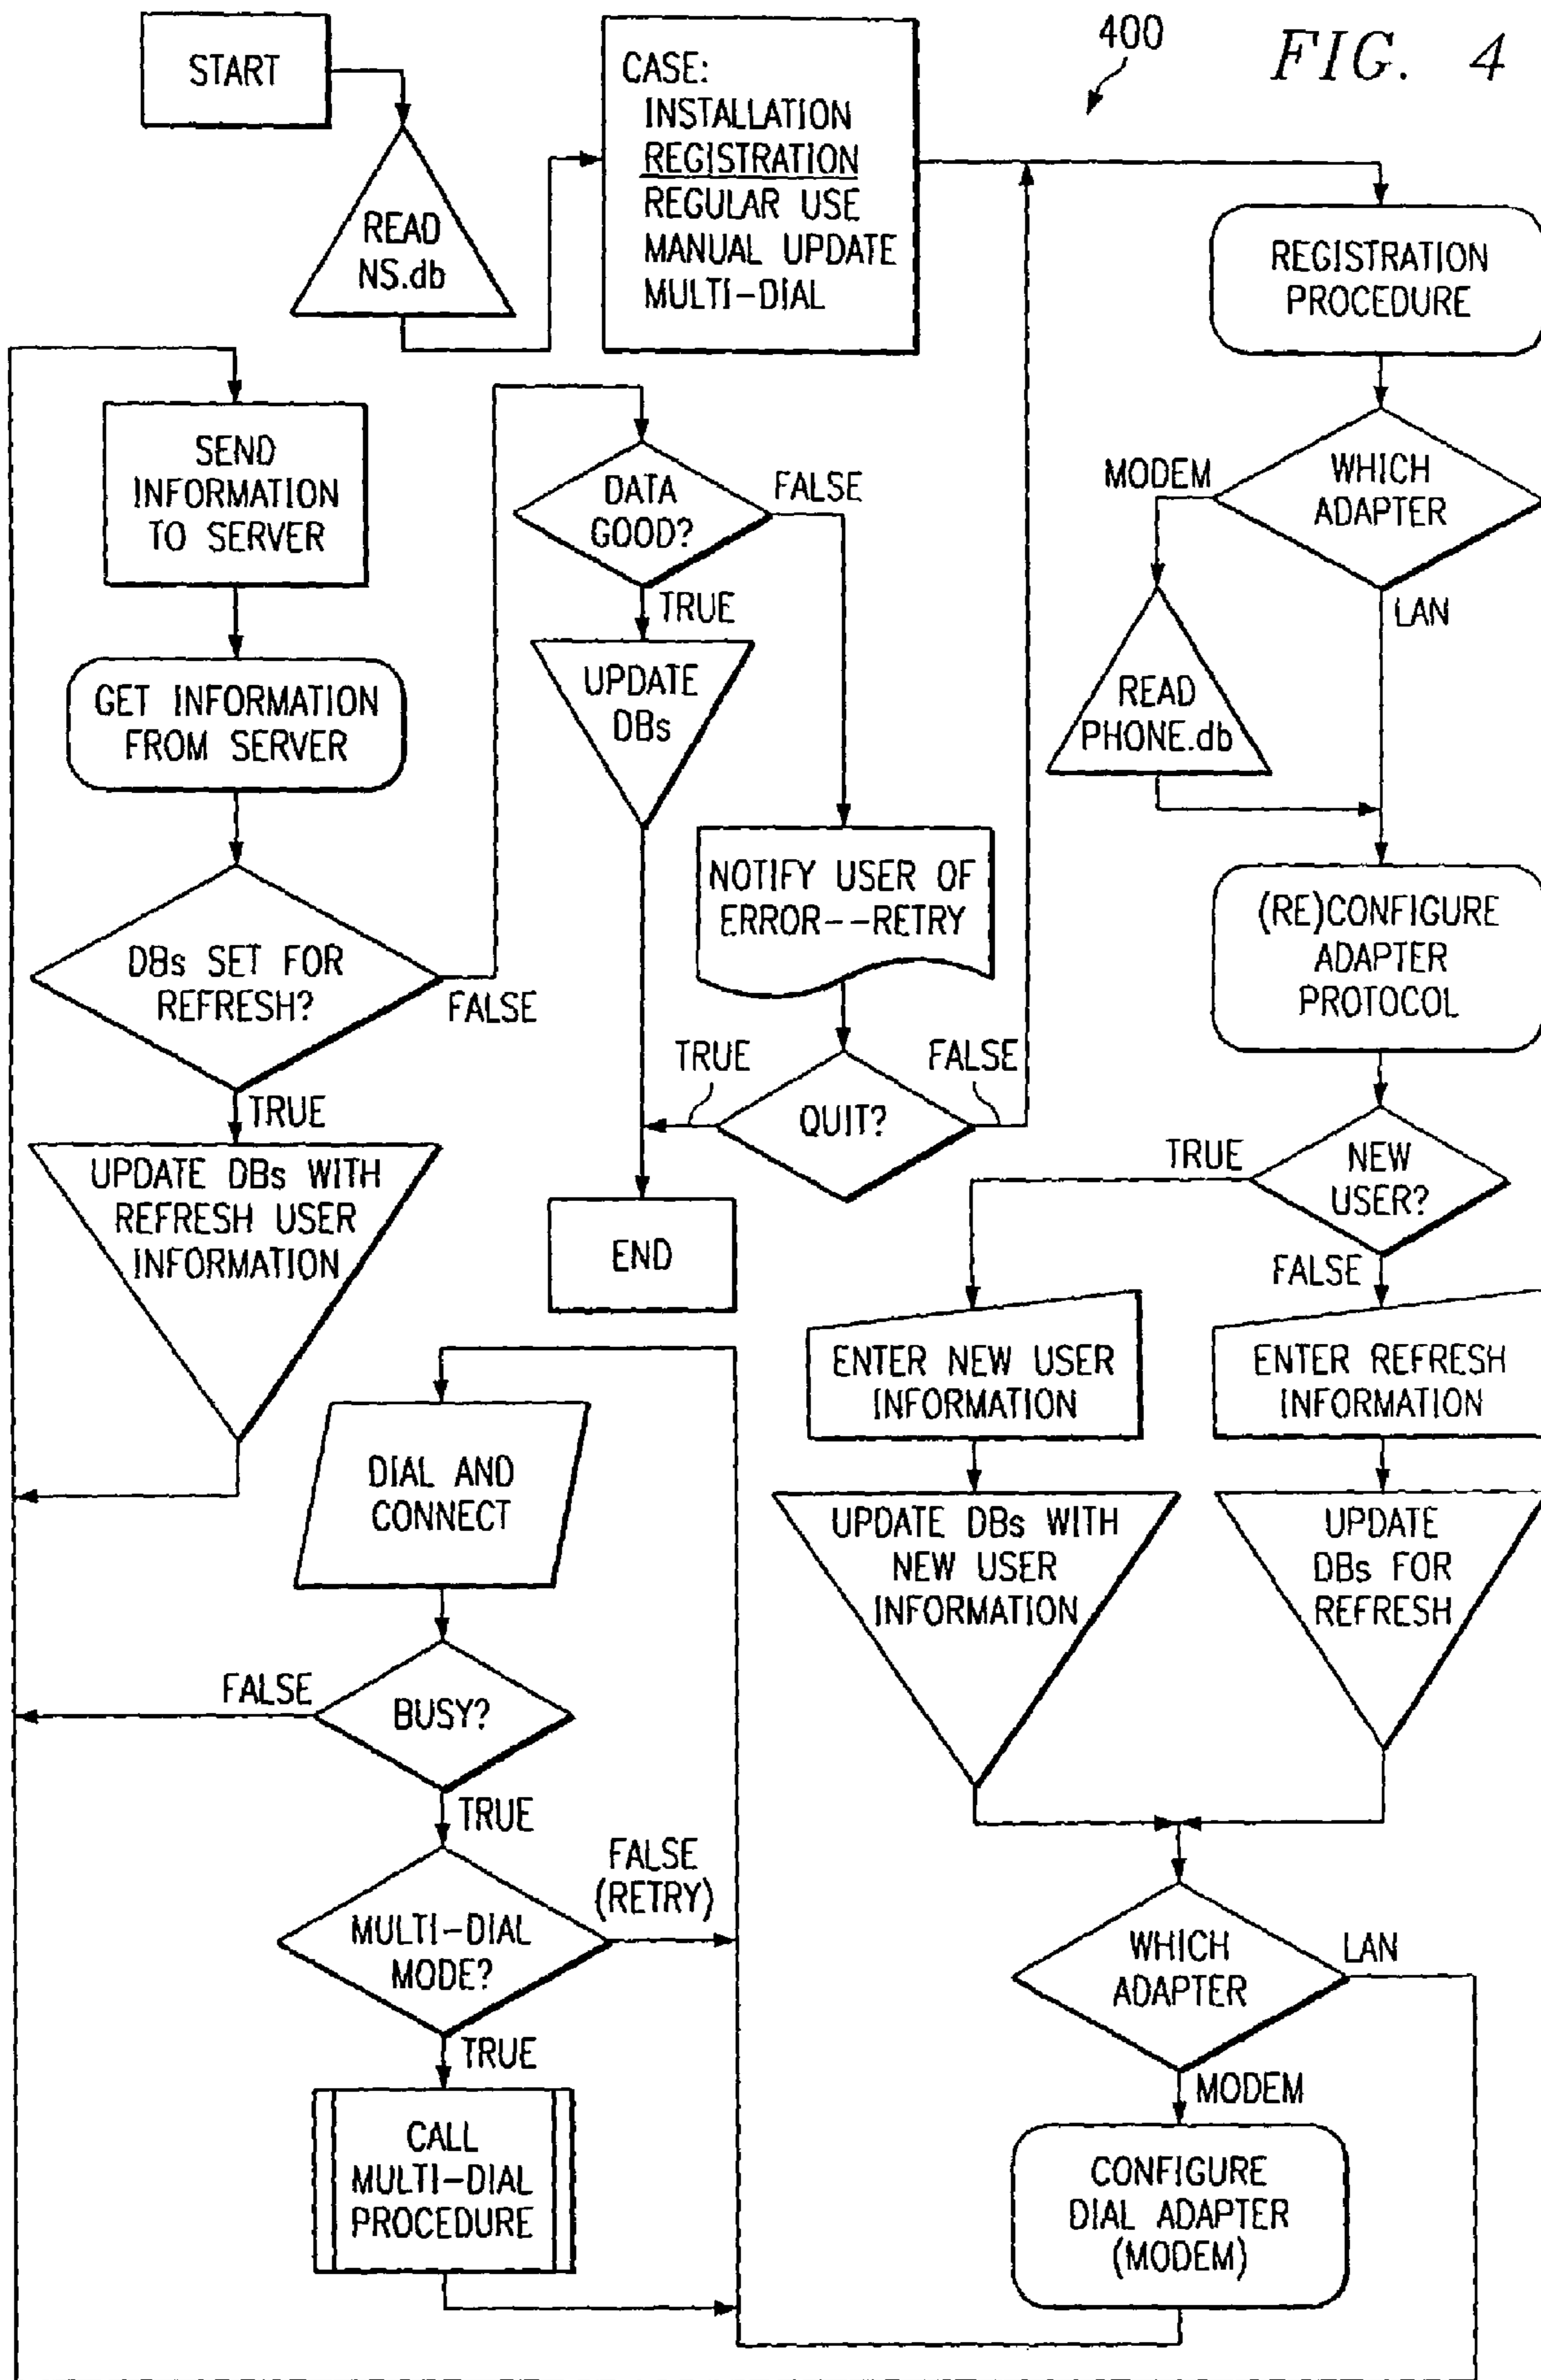 400
FIG. 4
START
READ
NS.db
CASE:
INSTALLATION
REGISTRATION
REGULAR USE
MANUAL UPDATE
MULTI-DIAL
REGISTRATION
PROCEDURE
WHICH
ADAPTER
MODEM
LAN
READ
PHONE.db
(RE)CONFIGURE
ADAPTER
PROTOCOL
NEW
USER?
TRUE
FALSE
ENTER NEW USER
INFORMATION
ENTER REFRESH
INFORMATION
UPDATE DBs WITH
NEW USER
INFORMATION
UPDATE
DBs FOR
REFRESH
WHICH
ADAPTER
LAN
MODEM
CONFIGURE
DIAL ADAPTER
(MODEM)
DIAL AND
CONNECT
BUSY?
FALSE
TRUE
MULTI-DIAL
MODE?
FALSE
(RETRY)
TRUE
CALL
MULTI-DIAL
PROCEDURE
SEND
INFORMATION
TO SERVER
GET INFORMATION
FROM SERVER
DBs SET FOR
REFRESH?
FALSE
TRUE
UPDATE DBs WITH
REFRESH USER
INFORMATION
DATA
GOOD?
FALSE
TRUE
UPDATE
DBs
NOTIFY USER OF
ERROR--RETRY
QUIT?
TRUE
FALSE
END